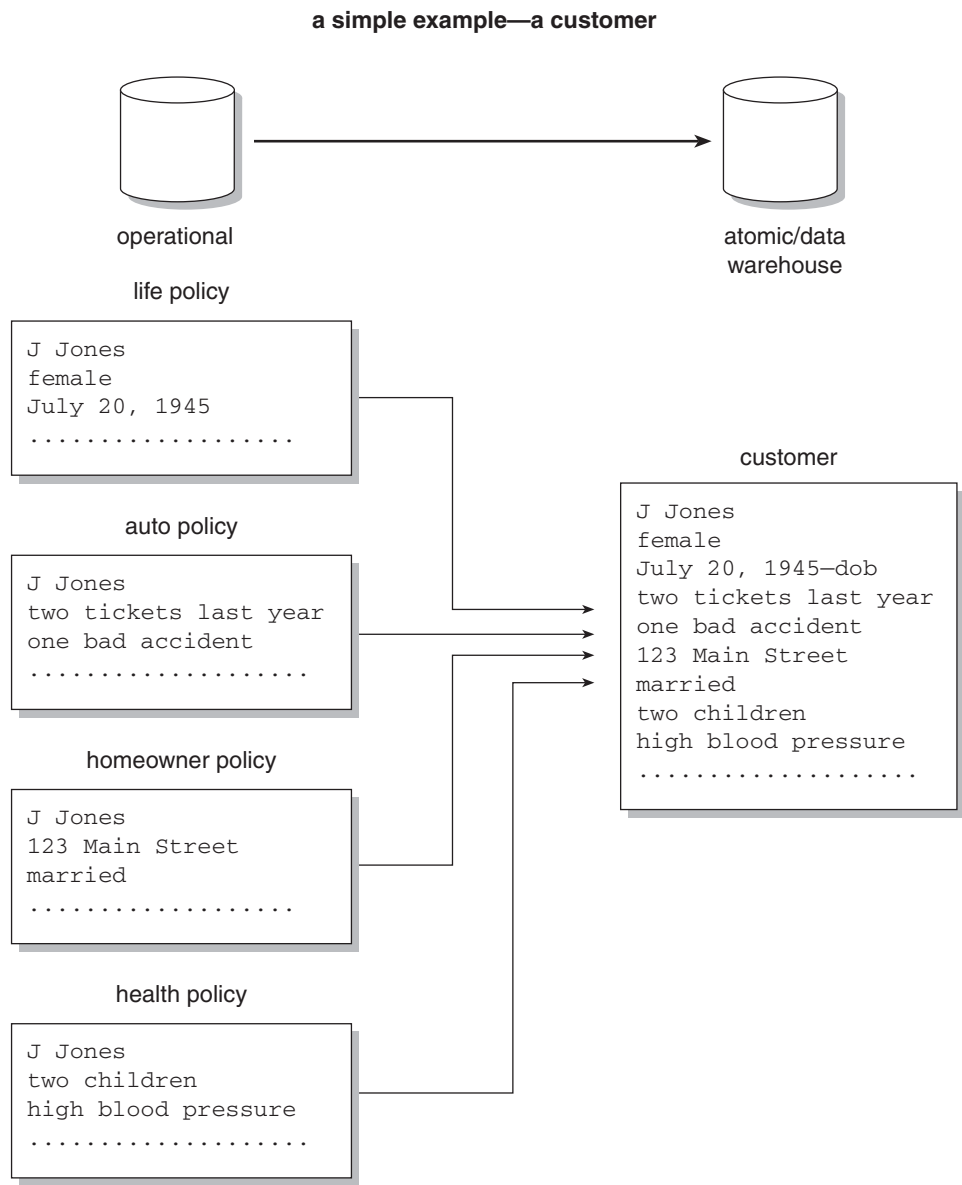 a simple example—a customer
operational
atomic/data
warehouse
life policy
J Jones
female
July 20, 1945
...................
auto policy
J Jones
two tickets last year
one bad accident
....................
homeowner policy
J Jones
123 Main Street
married
...................
health policy
J Jones
two children
high blood pressure
....................
customer
J Jones
female
July 20, 1945—dob
two tickets last year
one bad accident
123 Main Street
married
two children
high blood pressure
....................